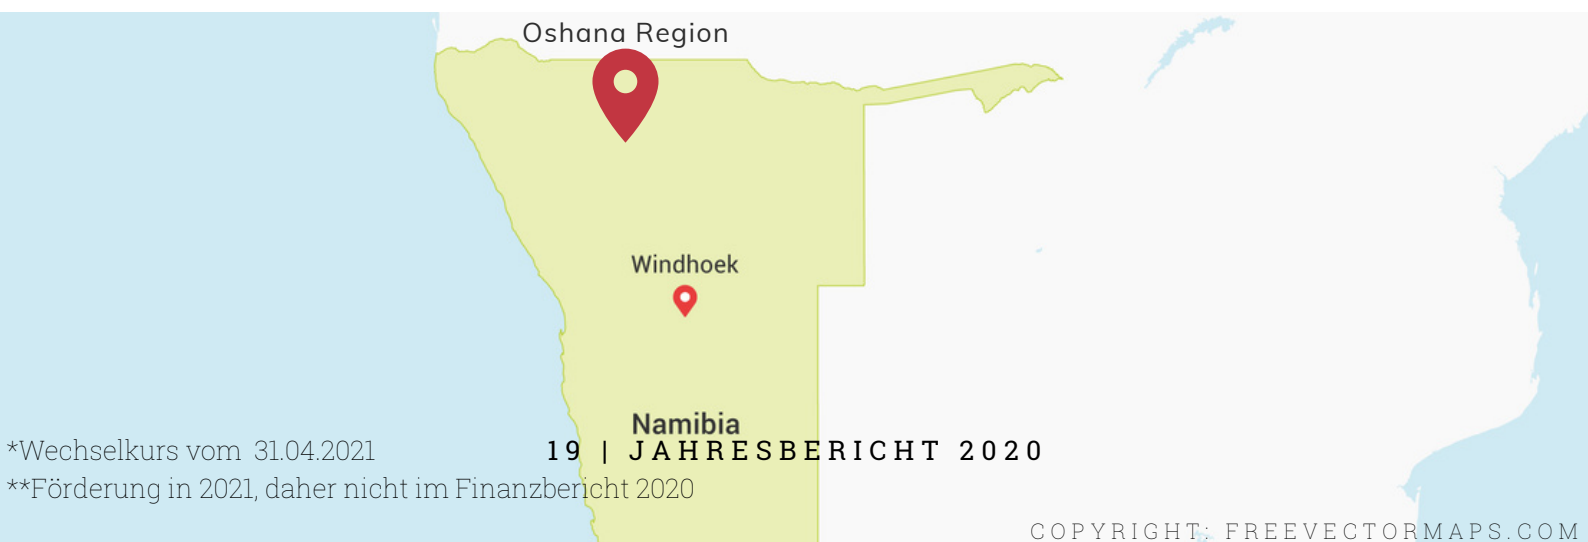 Oshana Region
Windhoek
Namibia
*Wechselkurs vom 31.04.2021
19 | JAHRESBERICHT 2020
**Förderung in 2021, daher nicht im Finanzbericht 2020
COPYRIGHT: FREEVECTORMAPS.COM